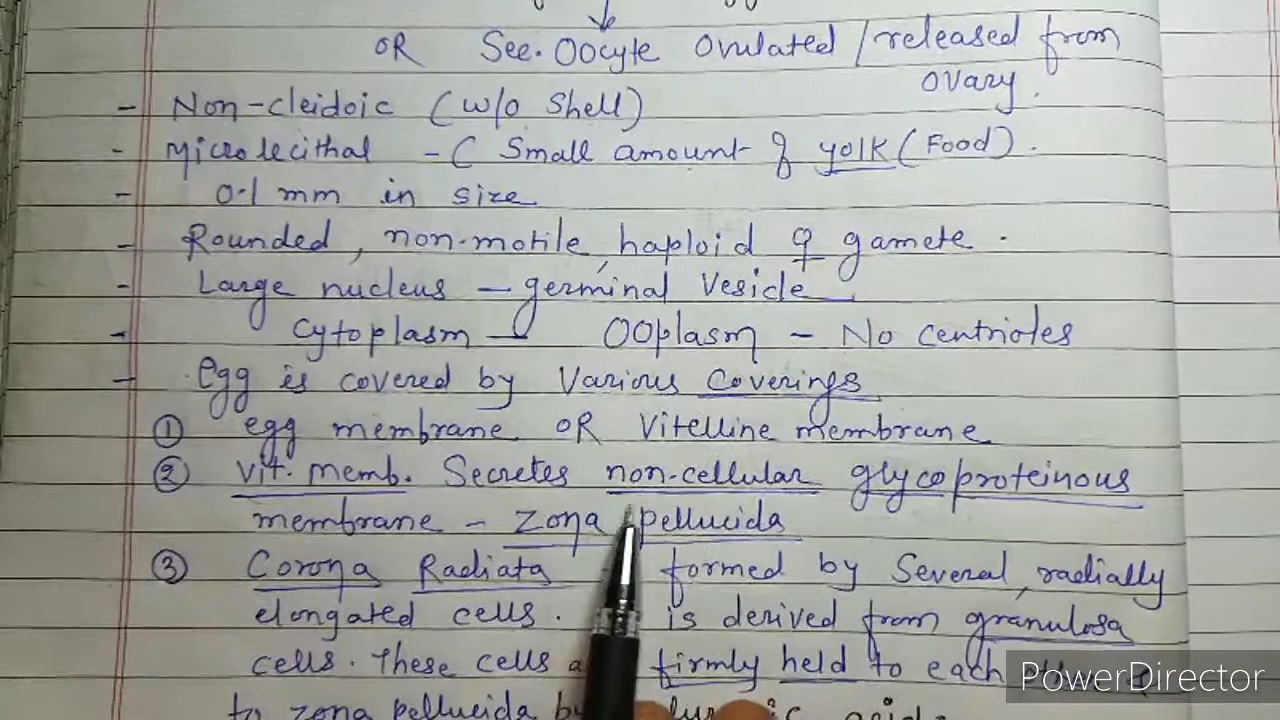 OR Sec. Oocyte Ovulated / released from
Ovary.
- Non-cleidoic (w/o Shell)
- Microlecithal - ( Small amount of yolk (Food).
- 0.1 mm in size
- Rounded, non-motile, haploid ♀ gamete.
- Large nucleus - germinal Vesicle
- Cytoplasm - Ooplasm - No Centrioles
- Egg is covered by Various Coverings
① egg membrane OR Vitelline membrane
② Vit. memb. Secretes non-cellular glycoproteinous
membrane - Zona pellucida
③ Corona Radiata formed by Several, radially
elongated cells. is derived from granulosa
cells. These cells firmly held to each
to zona pellucida by acid.
PowerDirector